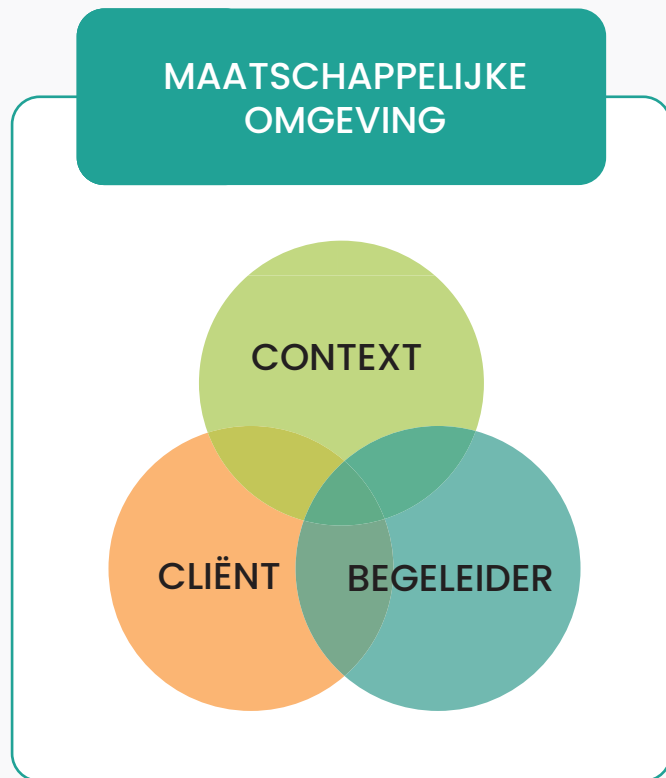 MAATSCHAPPELIJKE
OMGEVING
CONTEXT
CLIËNT
BEGELEIDER